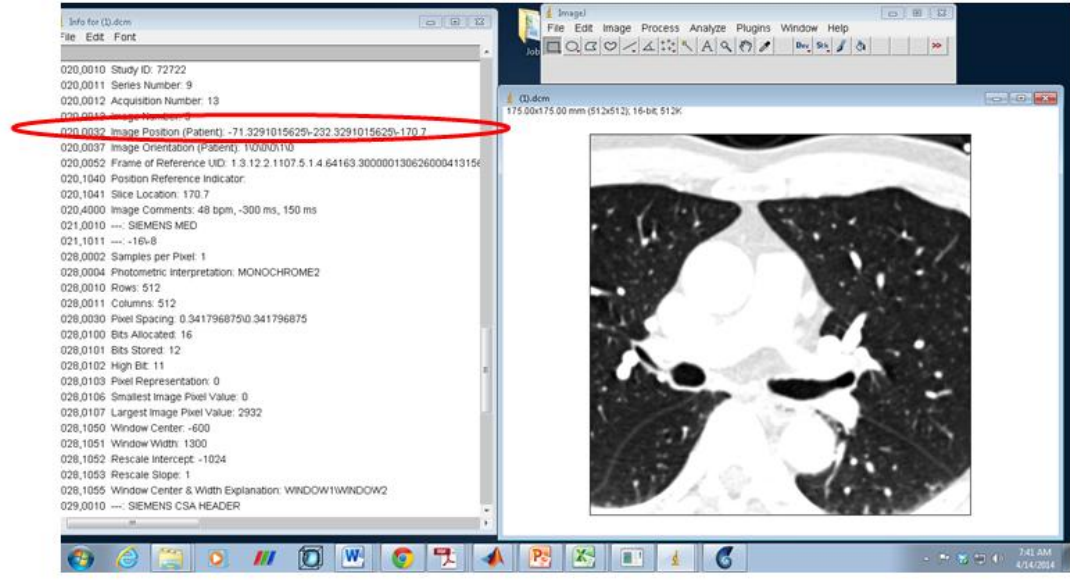 Info for (1).dcm
File Edit Font
020,0010 Study ID: 72722
020,0011 Series Number: 9
020,0012 Acquisition Number: 13
020,0013 Image Number: 5
020,0032 Image Position (Patient): -71.3291015625\-232.3291015625\-170.7
020,0037 Image Orientation (Patient): 1\0\0\0\1\0
020,0052 Frame of Reference UID: 1.3.12.2.1107.5.1.4.64163.300000130626000413156
020,1040 Position Reference Indicator:
020,1041 Slice Location: 170.7
020,4000 Image Comments: 48 bpm, -300 ms, 150 ms
021,0010 ---: SIEMENS MED
021,1011 ---: -16\-8
028,0002 Samples per Pixel: 1
028,0004 Photometric Interpretation: MONOCHROME2
028,0010 Rows: 512
028,0011 Columns: 512
028,0030 Pixel Spacing: 0.341796875\0.341796875
028,0100 Bits Allocated: 16
028,0101 Bits Stored: 12
028,0102 High Bit: 11
028,0103 Pixel Representation: 0
028,0106 Smallest Image Pixel Value: 0
028,0107 Largest Image Pixel Value: 2932
028,1050 Window Center: -600
028,1051 Window Width: 1300
028,1052 Rescale Intercept: -1024
028,1053 Rescale Slope: 1
028,1055 Window Center & Width Explanation: WINDOW1\WINDOW2
029,0010 ---: SIEMENS CSA HEADER
Job
ImageJ
File Edit Image Process Analyze Plugins Window Help
A Dev Stk >>
(1).dcm
175.00x175.00 mm (512x512); 16-bit; 512K
7:41 AM
4/14/2014